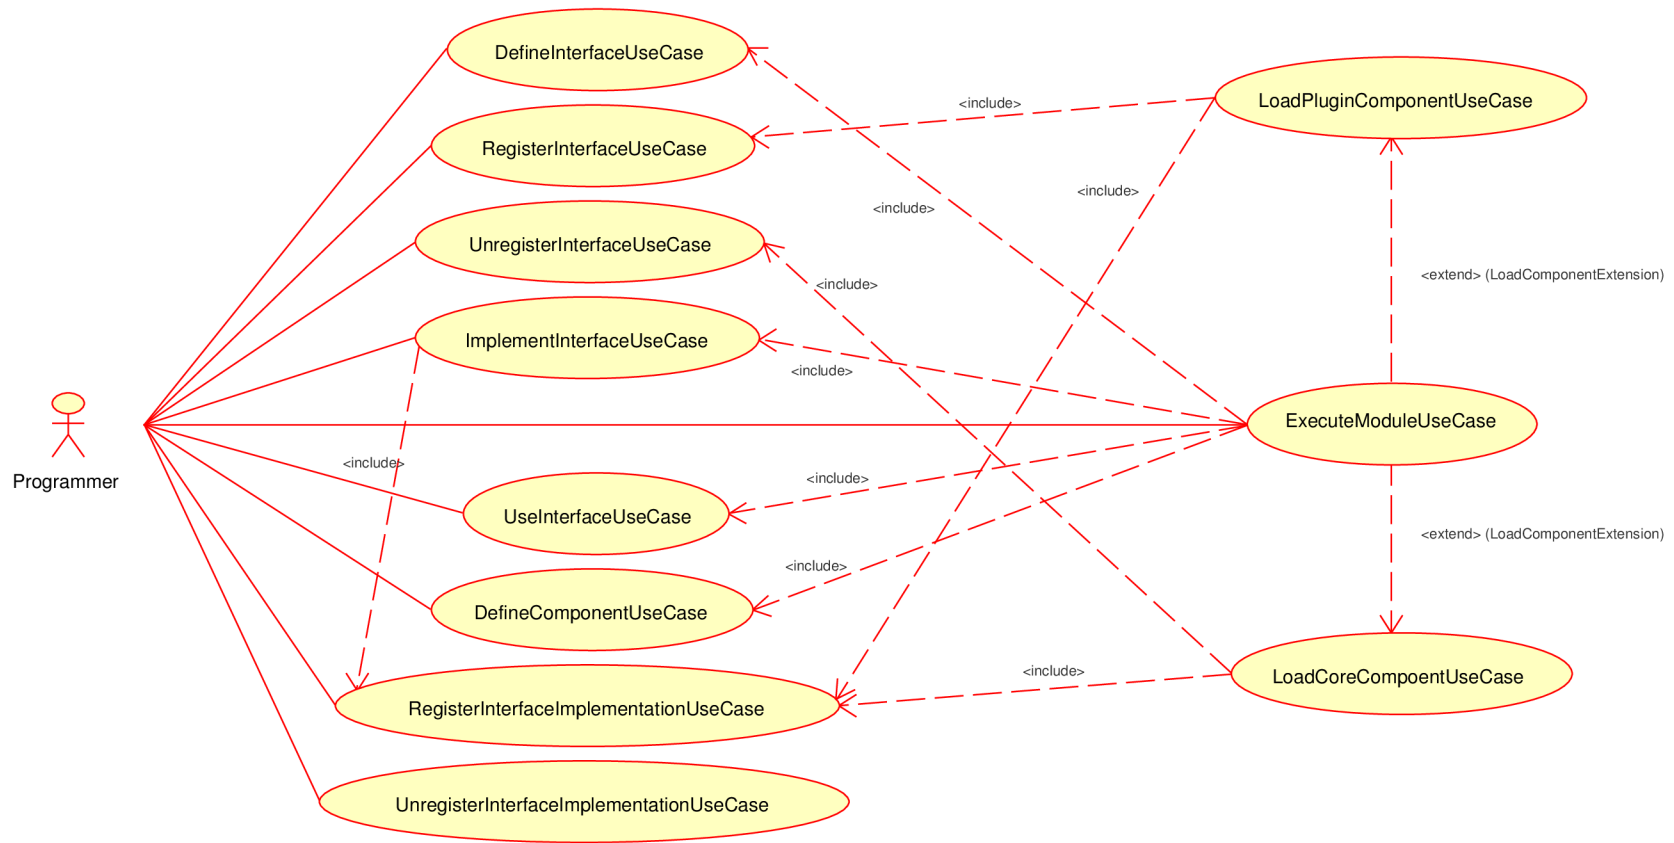 DefineInterfaceUseCase
LoadPluginComponentUseCase
<include>
RegisterInterfaceUseCase
<include>
<include>
UnregisterInterfaceUseCase
<extend> (LoadComponentExtension)
<include>
ImplementInterfaceUseCase
<include>
ExecuteModuleUseCase
<include>
Programmer
<include>
UseInterfaceUseCase
<extend> (LoadComponentExtension)
<include>
DefineComponentUseCase
<include>
LoadCoreCompoentUseCase
RegisterInterfaceImplementationUseCase
UnregisterInterfaceImplementationUseCase